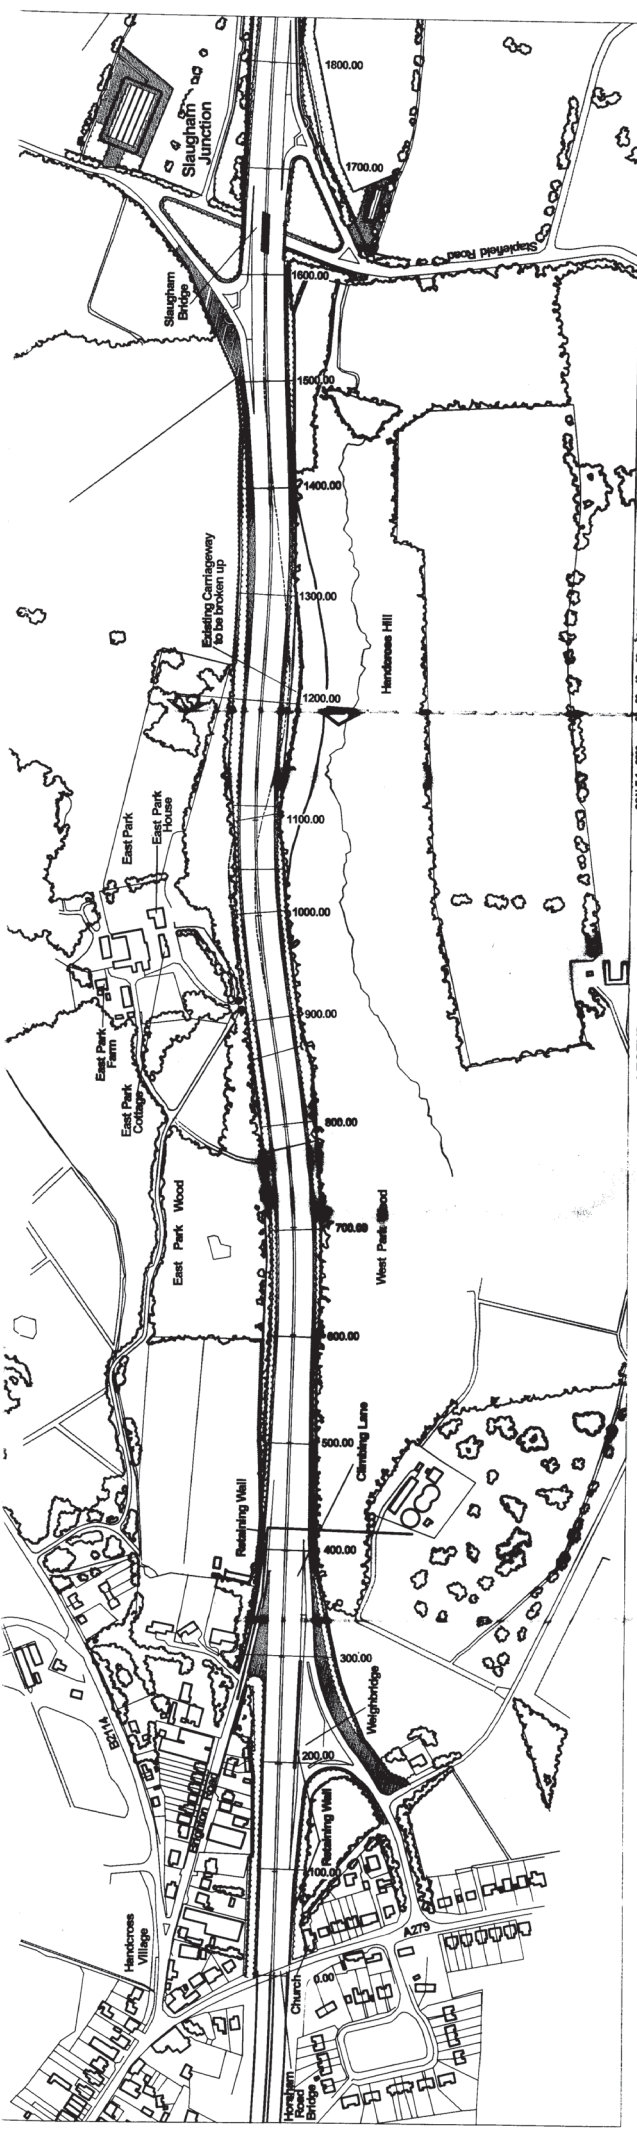 1800.00
Slaugham
Junction
1700.00
Staplefield Road
Slaugham
Bridge
1600.00
1500.00
1400.00
Existing Carriageway
to be broken up
1300.00
Handcross Hill
1200.00
East Park
East Park
House
1100.00
1000.00
East Park
Farm
900.00
East Park
Cottage
800.00
East Park Wood
700.00
West Park Wood
600.00
500.00
Climbing Lane
Retaining Wall
400.00
300.00
Weighbridge
B2114
200.00
Brighton Road
Retaining Wall
100.00
Handcross
Village
A279
Church
0.00
Horsham
Road
Bridge